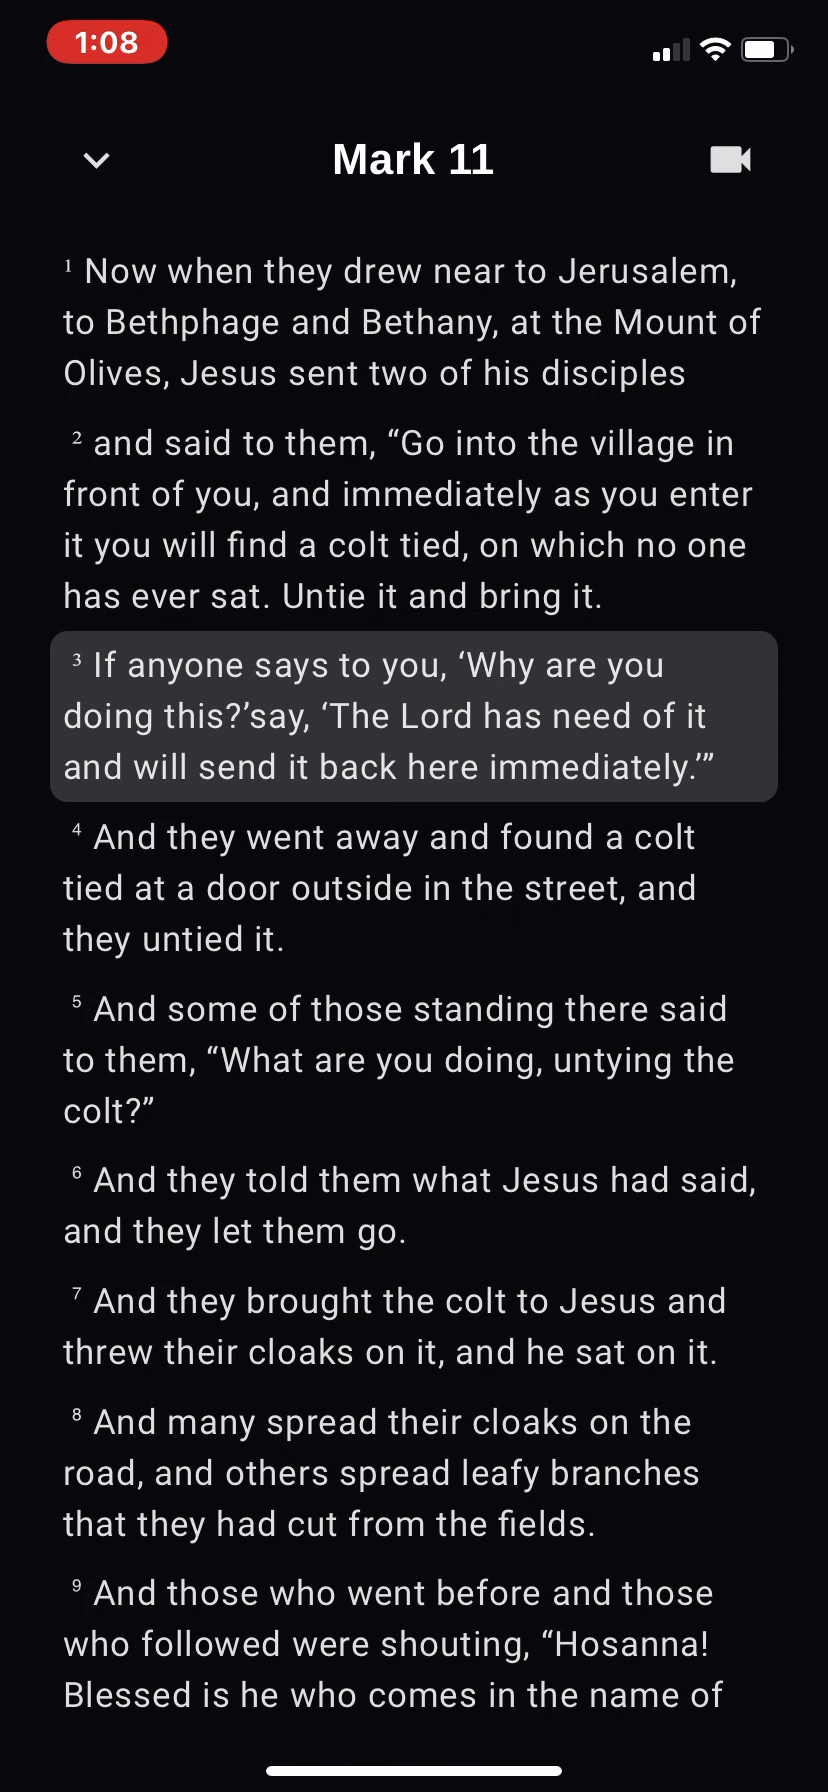 1:08
Mark 11
1 Now when they drew near to Jerusalem,
to Bethphage and Bethany, at the Mount of
Olives, Jesus sent two of his disciples
2 and said to them, “Go into the village in
front of you, and immediately as you enter
it you will find a colt tied, on which no one
has ever sat. Untie it and bring it.
3 If anyone says to you, ‘Why are you
doing this?’say, ‘The Lord has need of it
and will send it back here immediately.’”
4 And they went away and found a colt
tied at a door outside in the street, and
they untied it.
5 And some of those standing there said
to them, “What are you doing, untying the
colt?”
6 And they told them what Jesus had said,
and they let them go.
7 And they brought the colt to Jesus and
threw their cloaks on it, and he sat on it.
8 And many spread their cloaks on the
road, and others spread leafy branches
that they had cut from the fields.
9 And those who went before and those
who followed were shouting, “Hosanna!
Blessed is he who comes in the name of